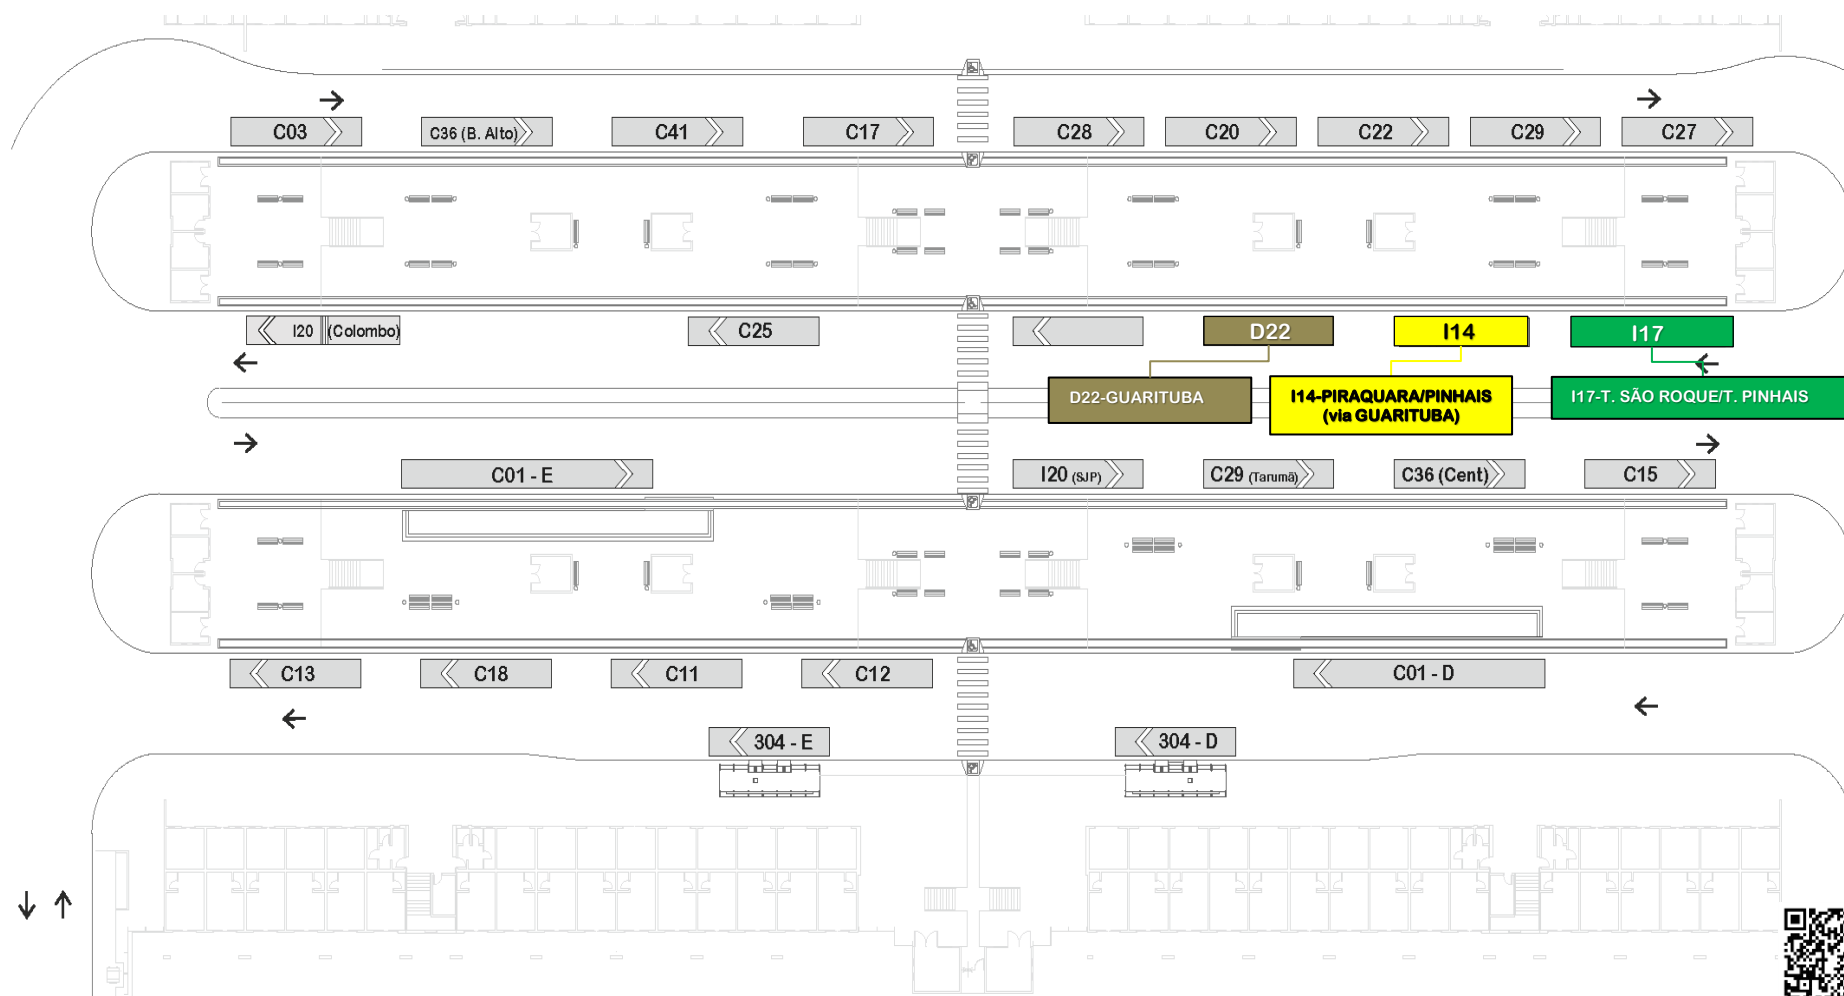 C03
C36 (B. Alto)
C41
C17
C28
C20
C22
C29
C27
I20 (Colombo)
C25
D22
I14
I17
D22-GUARITUBA
I14-PIRAQUARA/PINHAIS
(via GUARITUBA)
I17-T. SÃO ROQUE/T. PINHAIS
C01 - E
I20 (SJP)
C29 (Tarumã)
C36 (Cent)
C15
C13
C18
C11
C12
C01 - D
304 - E
304 - D